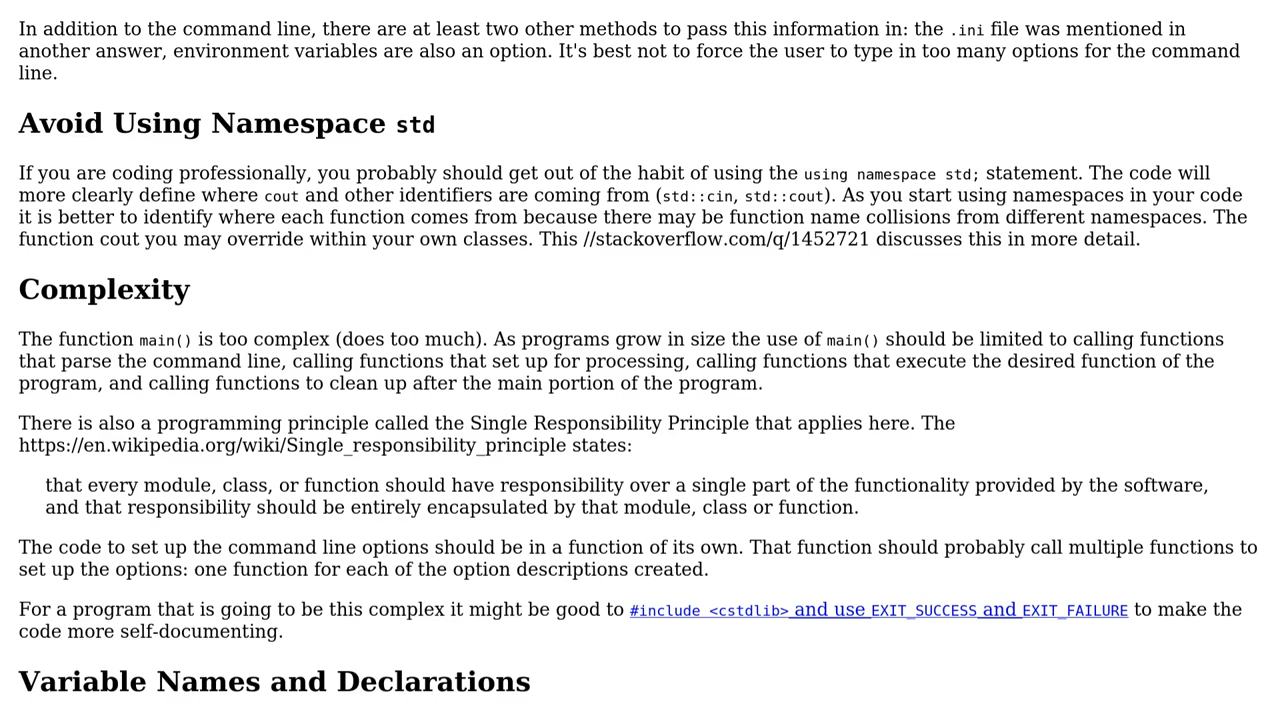 In addition to the command line, there are at least two other methods to pass this information in: the .ini file was mentioned in
another answer, environment variables are also an option. It's best not to force the user to type in too many options for the command
line.
Avoid Using Namespace std
If you are coding professionally, you probably should get out of the habit of using the using namespace std; statement. The code will
more clearly define where cout and other identifiers are coming from (std::cin, std::cout). As you start using namespaces in your code
it is better to identify where each function comes from because there may be function name collisions from different namespaces. The
function cout you may override within your own classes. This //stackoverflow.com/q/1452721 discusses this in more detail.
Complexity
The function main() is too complex (does too much). As programs grow in size the use of main() should be limited to calling functions
that parse the command line, calling functions that set up for processing, calling functions that execute the desired function of the
program, and calling functions to clean up after the main portion of the program.
There is also a programming principle called the Single Responsibility Principle that applies here. The
https://en.wikipedia.org/wiki/Single_responsibility_principle states:
that every module, class, or function should have responsibility over a single part of the functionality provided by the software,
and that responsibility should be entirely encapsulated by that module, class or function.
The code to set up the command line options should be in a function of its own. That function should probably call multiple functions to
set up the options: one function for each of the option descriptions created.
For a program that is going to be this complex it might be good to #include <cstdlib> and use EXIT_SUCCESS and EXIT_FAILURE to make the
code more self-documenting.
Variable Names and Declarations